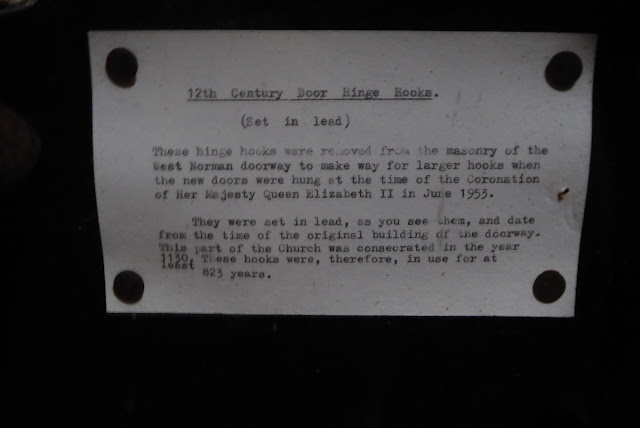 12th Century Door Hinge Hooks.
(Set in lead)
These hinge hooks were removed from the masonry of the
West Norman doorway to make way for larger hooks when
the new doors were hung at the time of the Coronation
of Her Majesty Queen Elizabeth II in June 1953.
They were set in lead, as you see them, and date
from the time of the original building of the doorway.
This part of the Church was consecrated in the year
1130. These hooks were, therefore, in use for at
least 823 years.